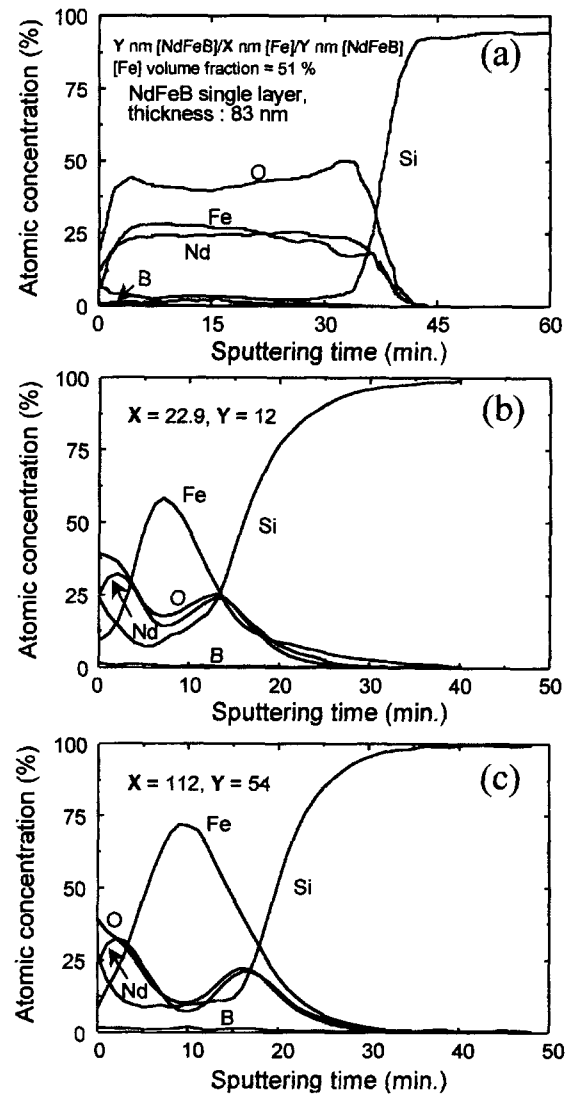 100
(a)
Y nm [NdFeB]/X nm [Fe]/Y nm [NdFeB]
[Fe] volume fraction = 51 %
NdFeB single layer,
thickness : 83 nm
75
Si
50
O
Fe
25
Nd
B
0
0 15 30 45 60
Atomic concentration (%)
Sputtering time (min.)
100
(b)
X = 22.9, Y = 12
75
Fe
Si
50
25
O
Nd
B
0
0 10 20 30 40 50
Atomic concentration (%)
Sputtering time (min.)
100
(c)
X = 112, Y = 54
75
Fe
Si
50
O
25
Nd
B
0
0 10 20 30 40 50
Atomic concentration (%)
Sputtering time (min.)